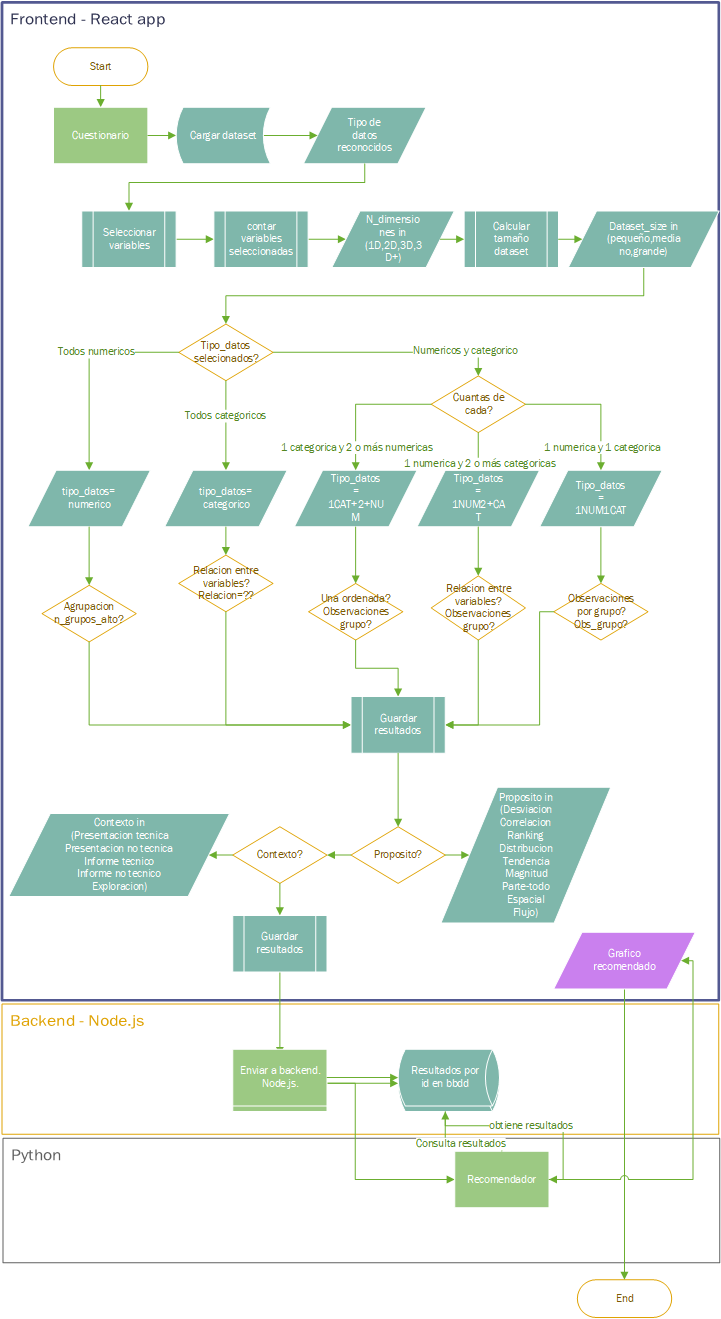 Frontend - React app
Start
Cuestionario
Cargar dataset
Tipo de
datos
reconocidos
Seleccionar
variables
contar
variables
seleccionadas
N_dimensio
nes in
(1D,2D,3D,3
D+)
Calcular
tamaño
dataset
Dataset_size in
(pequeño,media
no,grande)
Tipo_datos
selecionados?
Todos numericos
Numericos y categorico
Todos categoricos
Cuantas de
cada?
1 categorica y 2 o más numericas
1 numerica y 2 o más categoricas
1 numerica y 1 categorica
tipo_datos=
numerico
tipo_datos=
categorico
Tipo_datos
=
1CAT+2+NU
M
Tipo_datos
=
1NUM2+CA
T
Tipo_datos
=
1NUM1CAT
Agrupacion
n_grupos_alto?
Relacion entre
variables?
Relacion=??
Una ordenada?
Observaciones
grupo?
Relacion entre
variables?
Observaciones
grupo?
Observaciones
por grupo?
Obs_grupo?
Guardar
resultados
Contexto in
(Presentacion tecnica
Presentacion no tecnica
Informe tecnico
Informe no tecnico
Exploracion)
Contexto?
Proposito?
Proposito in
(Desviacion
Correlacion
Ranking
Distribucion
Tendencia
Magnitud
Parte-todo
Espacial
Flujo)
Guardar
resultados
Grafico
recomendado
Backend - Node.js
Enviar a backend.
Node.js.
Resultados por
id en bbdd
obtiene resultados
Consulta resultados
Python
Recomendador
End